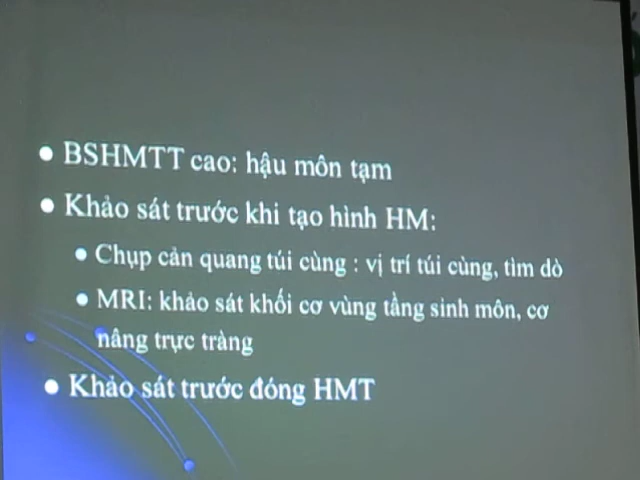 • BSHMTT cao: hậu môn tạm
• Khảo sát trước khi tạo hình HM:
• Chụp cản quang túi cùng : vị trí túi cùng, tìm dò
• MRI: khảo sát khối cơ vùng tầng sinh môn, cơ
nâng trực tràng
• Khảo sát trước đóng HMT